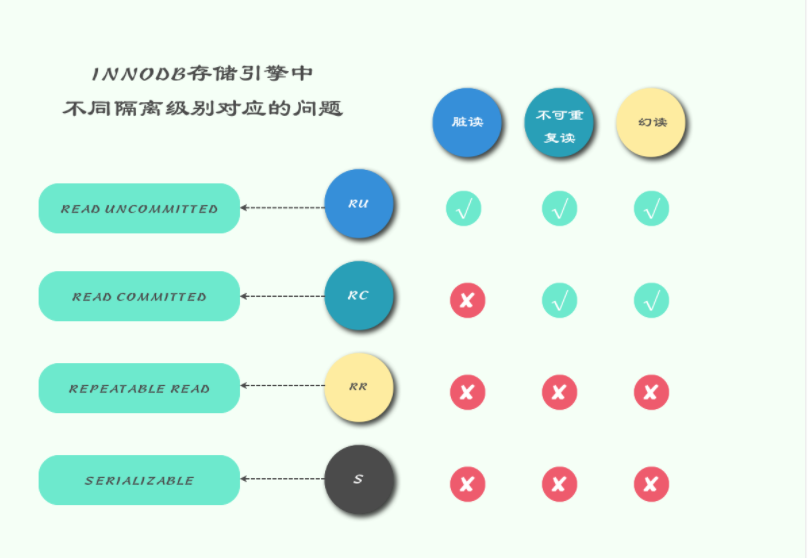 INNODB存储引擎中
不同隔离级别对应的问题
脏读
不可重
复读
幻读
READ UNCOMMITTED
RU
√ √ √
READ COMMITTED
RC
✘ √ √
REPEATABLE READ
RR
✘ ✘ ✘
SERIALIZABLE
S
✘ ✘ ✘